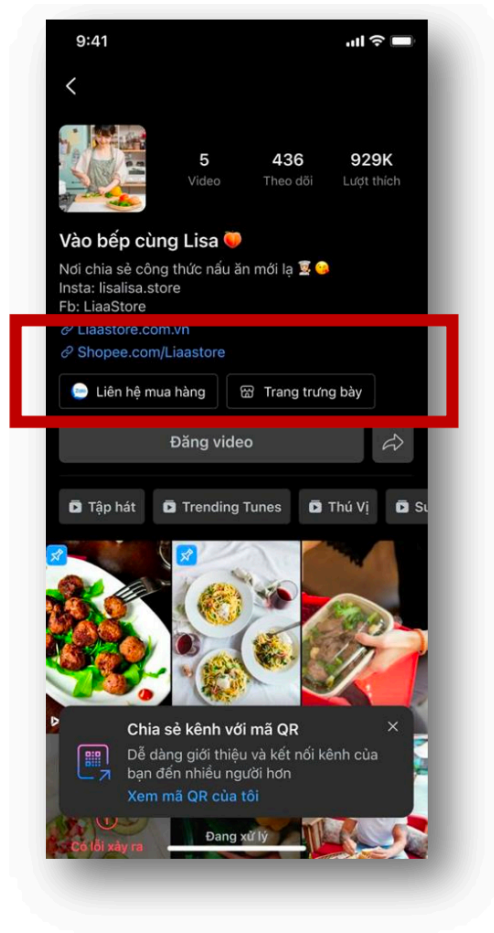 9:41
5
436
929K
Video
Theo dõi
Lượt thích
Vào bếp cùng Lisa
Nơi chia sẻ công thức nấu ăn mới lạ
Insta: lisalisa.store
Fb: LiaaStore
Liaastore.com.vn
Shopee.com/Liaastore
Zalo Liên hệ mua hàng
Trang trưng bày
Đăng video
Tập hát
Trending Tunes
Thú Vị
Chia sẻ kênh với mã QR
Dễ dàng giới thiệu và kết nối kênh của
bạn đến nhiều người hơn
Xem mã QR của tôi
Có lỗi xảy ra
Đang xử lý